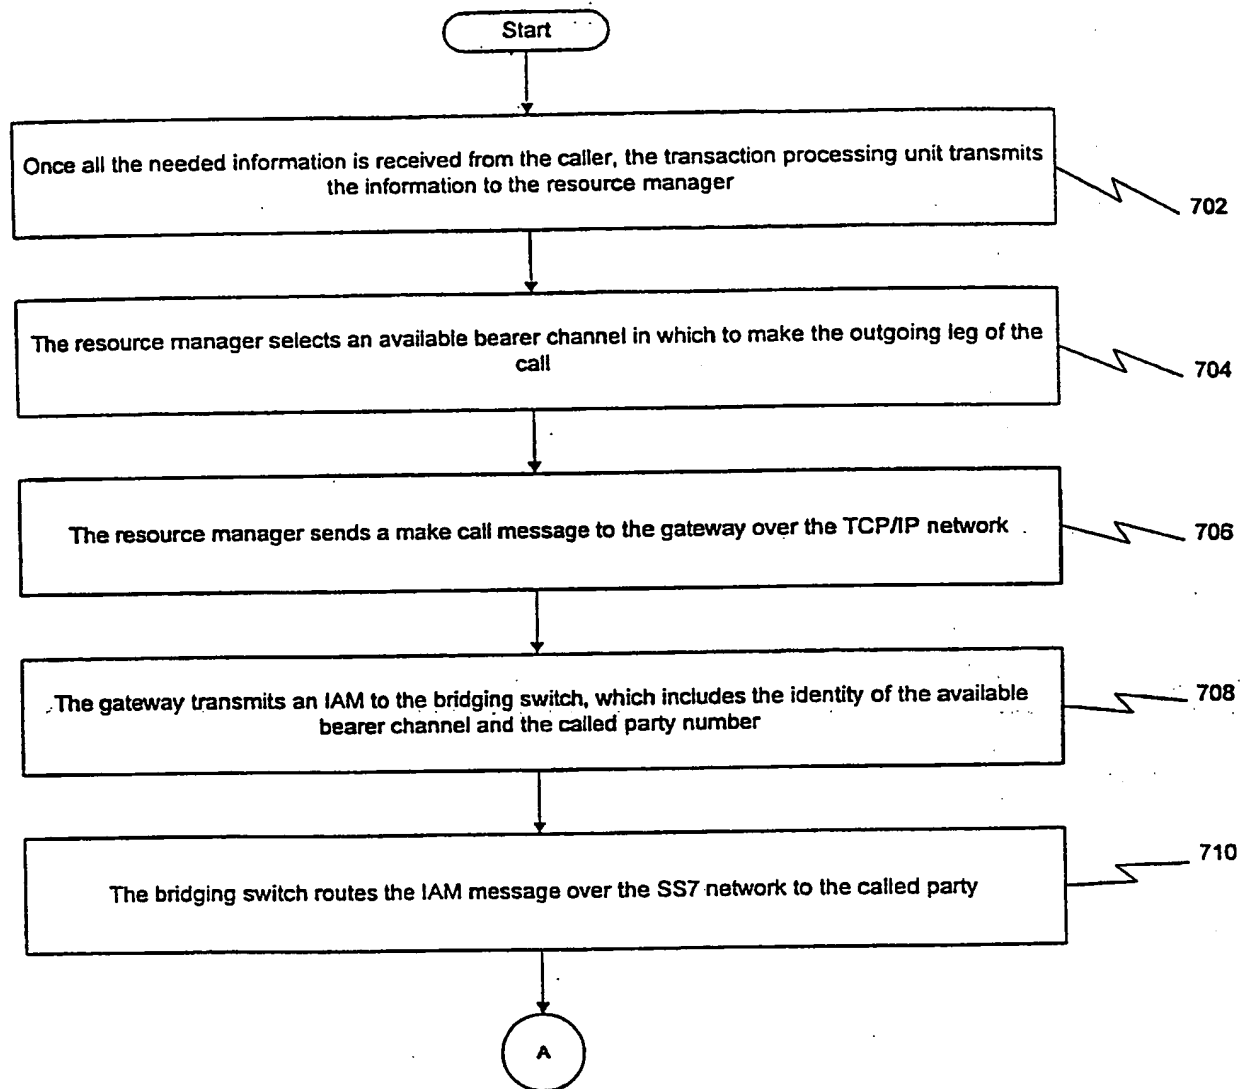 Start
Once all the needed information is received from the caller, the transaction processing unit transmits
the information to the resource manager
702
The resource manager selects an available bearer channel in which to make the outgoing leg of the
call
704
The resource manager sends a make call message to the gateway over the TCP/IP network
706
The gateway transmits an IAM to the bridging switch, which includes the identity of the available
bearer channel and the called party number
708
The bridging switch routes the IAM message over the SS7 network to the called party
710
A